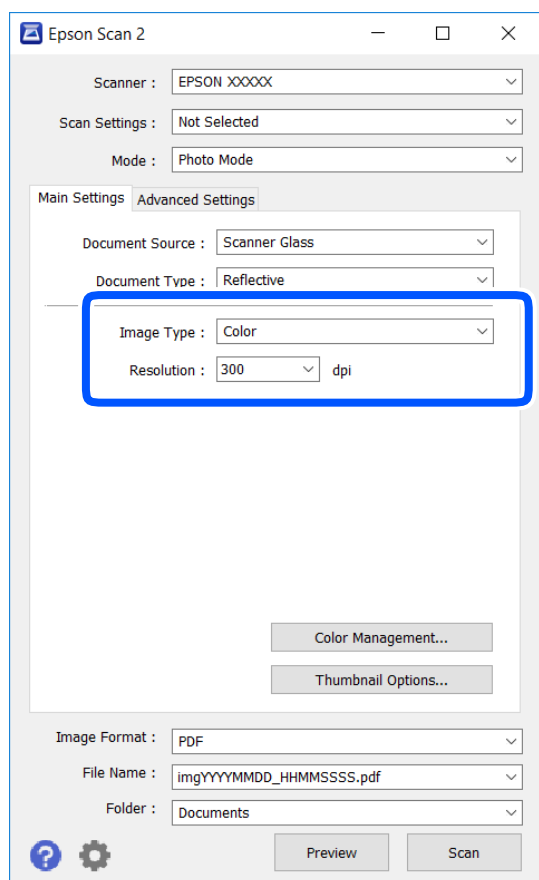 Epson Scan 2
Scanner : EPSON XXXXX
Scan Settings : Not Selected
Mode : Photo Mode
Main Settings Advanced Settings
Document Source : Scanner Glass
Document Type : Reflective
Image Type : Color
Resolution : 300 dpi
Color Management...
Thumbnail Options...
Image Format : PDF
File Name : imgYYYYMMDD_HHMMSSSS.pdf
Folder : Documents
? Preview Scan